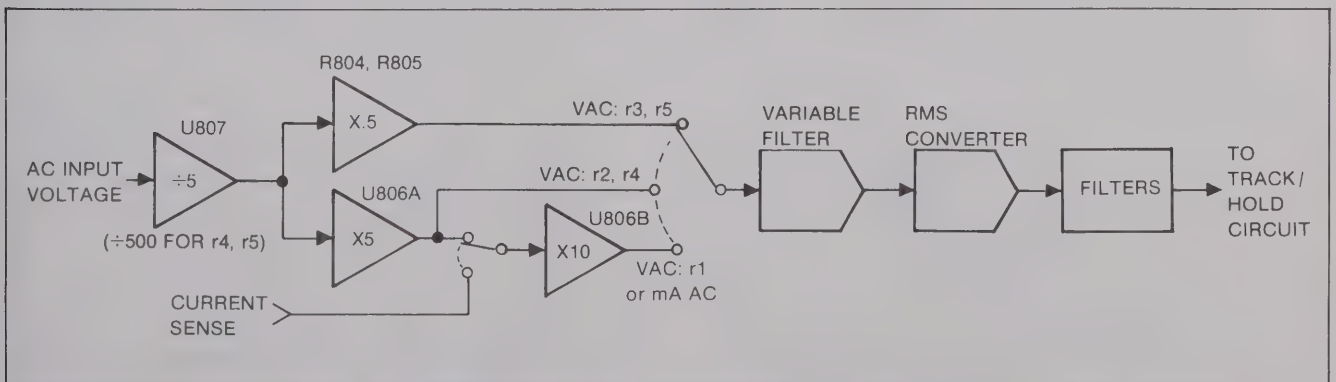 R804, R805
X.5
VAC: r3, r5
VARIABLE
FILTER
RMS
CONVERTER
U807
÷5
AC INPUT
VOLTAGE
(÷500 FOR r4, r5)
VAC: r2, r4
U806A
X5
U806B
X10
VAC: r1
or mA AC
CURRENT
SENSE
FILTERS
TO
TRACK/
HOLD
CIRCUIT